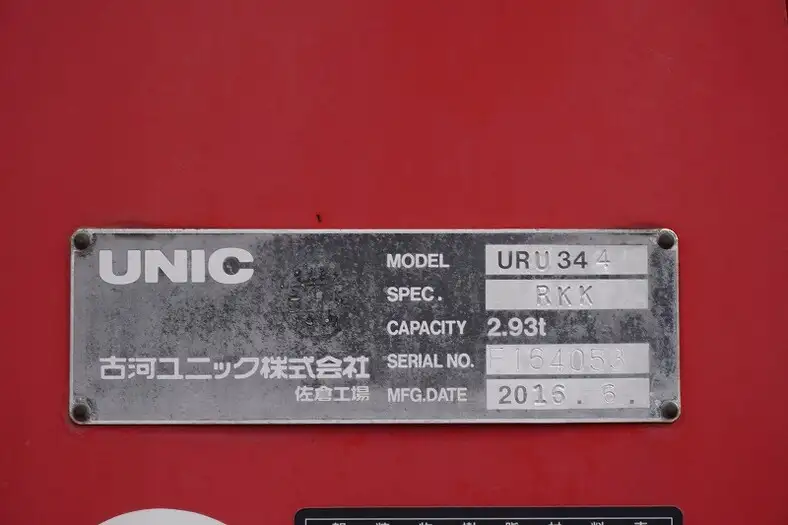 UNIC
古河ユニック株式会社
佐倉工場
MODEL URU344
SPEC. RKK
CAPACITY 2.93t
SERIAL NO.
MFG.DATE 2016.6.